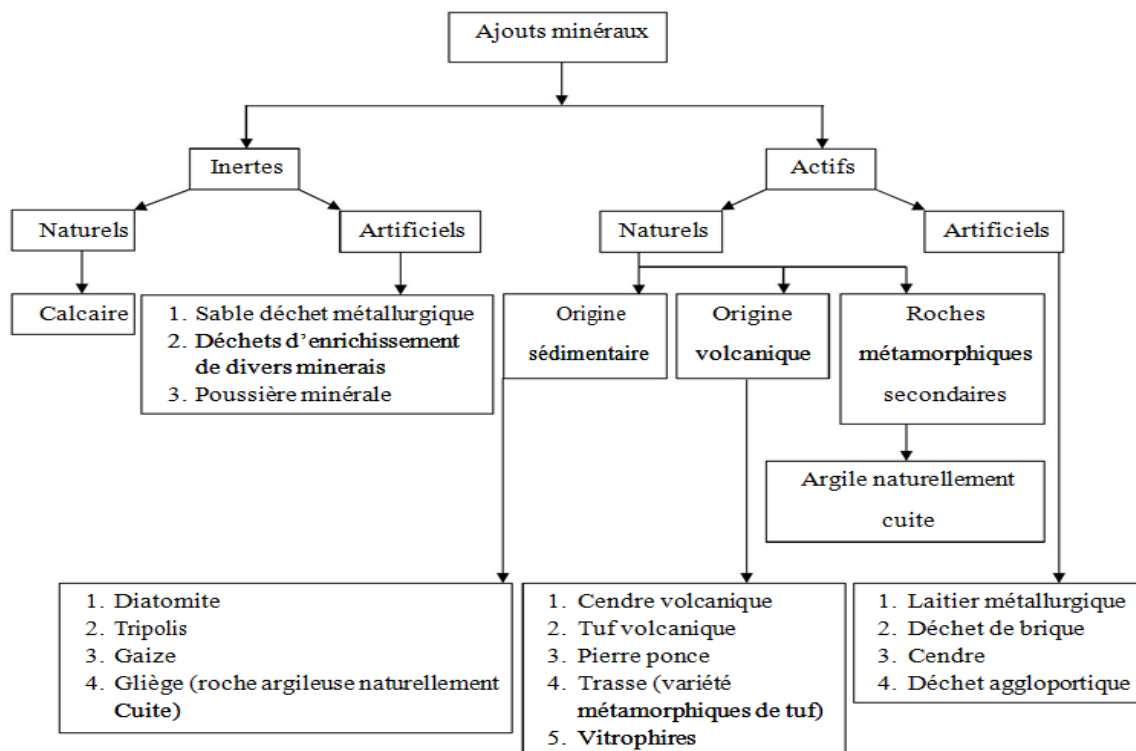 Ajouts minéraux
Inertes
Actifs
Naturels
Artificiels
Naturels
Artificiels
Calcaire
1. Sable déchet métallurgique
2. Déchets d'enrichissement
de divers minerais
3. Poussière minérale
Origine
sédimentaire
Origine
volcanique
Roches
métamorphiques
secondaires
Argile naturellement
cuite
1. Diatomite
2. Tripolis
3. Gaize
4. Gliège (roche argileuse naturellement
Cuite)
1. Cendre volcanique
2. Tuf volcanique
3. Pierre ponce
4. Trasse (variété
métamorphiques de tuf)
5. Vitrophires
1. Laitier métallurgique
2. Déchet de brique
3. Cendre
4. Déchet aggloportique